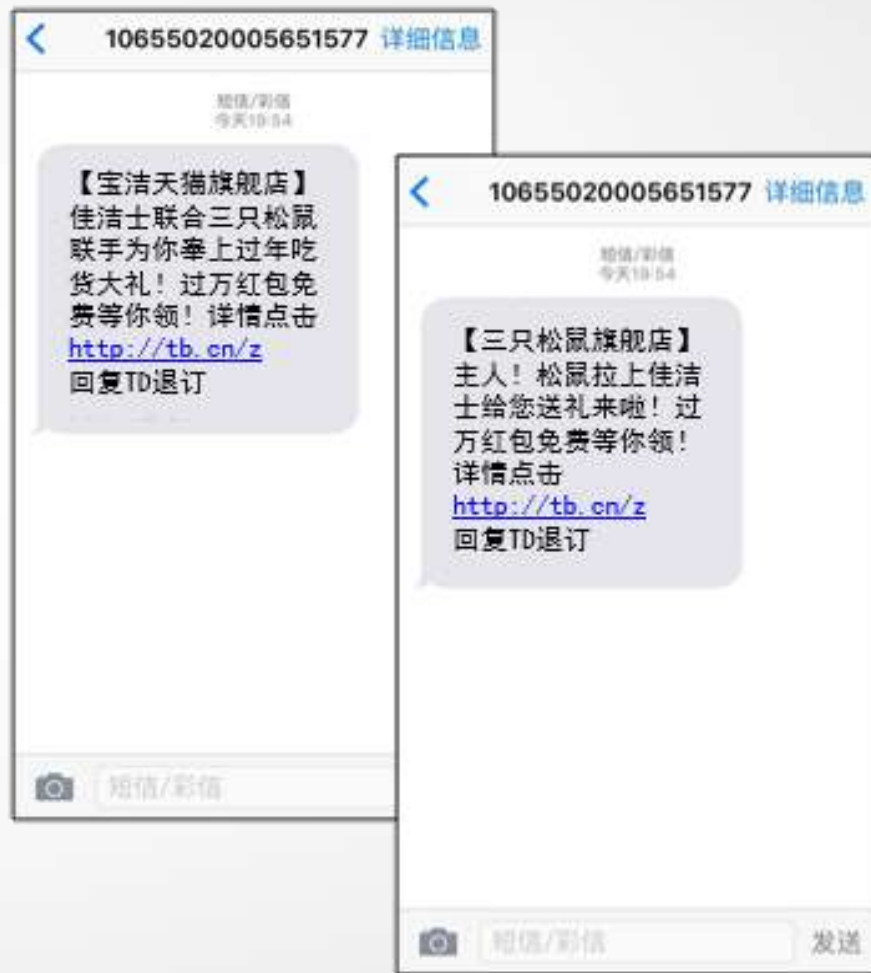 10655020005651577 详细信息
短信/彩信
今天19:54
【宝洁天猫旗舰店】
佳洁士联合三只松鼠
联手为你奉上过年吃
货大礼！过万红包免
费等你领！详情点击
http://tb.cn/z
回复TD退订
短信/彩信
10655020005651577 详细信息
短信/彩信
今天19:54
【三只松鼠旗舰店】
主人！松鼠拉上佳洁
士给您送礼来啦！过
万红包免费等你领！
详情点击
http://tb.cn/z
回复TD退订
短信/彩信 发送